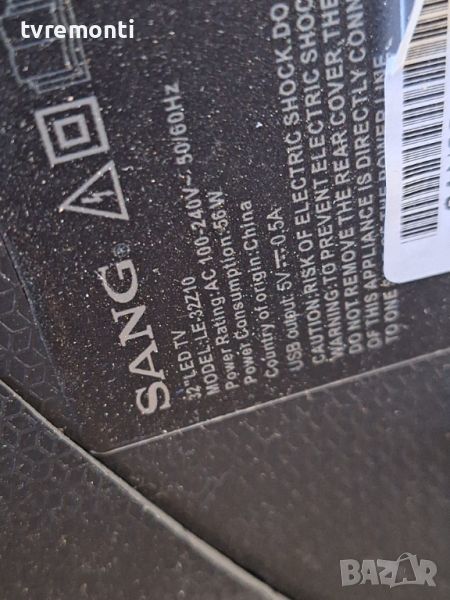 tvremonti
SANG®
32"LED TV
MODEL:LE-32Z10
Power Rating:AC 100-240V~ 50/60Hz
Power Consumption:56W
Country of origin:China
USB output: 5V⎓0.5A
CAUTION:RISK OF ELECTRIC SHOCK.DO
WARNING:TO PREVENT ELECTRIC SHOC
DO NOT REMOVE THE REAR COVER, THE
OF THIS APPLIANCE IS DIRECTLY CONN
BAZAR